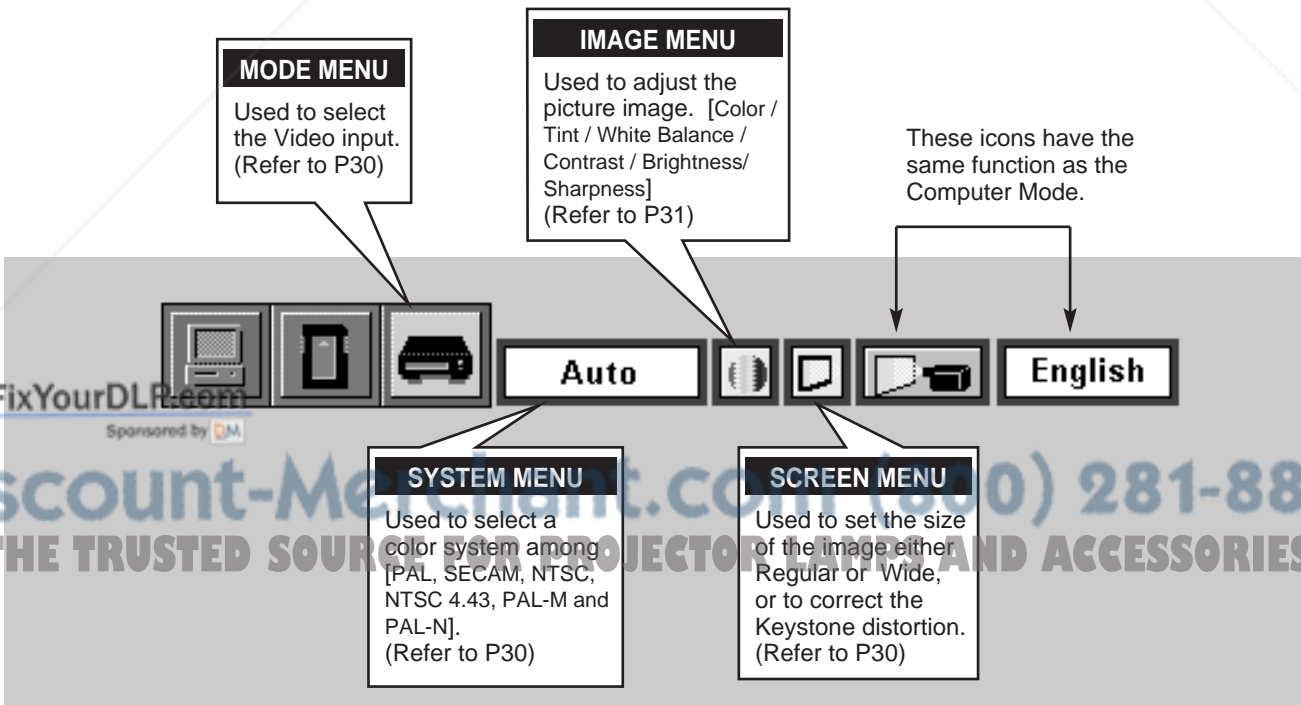 MODE MENU
Used to select
the Video input.
(Refer to P30)
IMAGE MENU
Used to adjust the
picture image. [Color /
Tint / White Balance /
Contrast / Brightness/
Sharpness]
(Refer to P31)
These icons have the
same function as the
Computer Mode.
Auto
English
FixYourDLP.com
Sponsored by DM
SYSTEM MENU
Used to select a
color system among
[PAL, SECAM, NTSC,
NTSC 4.43, PAL-M and
PAL-N].
(Refer to P30)
SCREEN MENU
Used to set the size
of the image either
Regular or Wide,
or to correct the
Keystone distortion.
(Refer to P30)
scount-Merchant.com (800) 281-88
THE TRUSTED SOURCE FOR PROJECTOR LAMPS AND ACCESSORIES